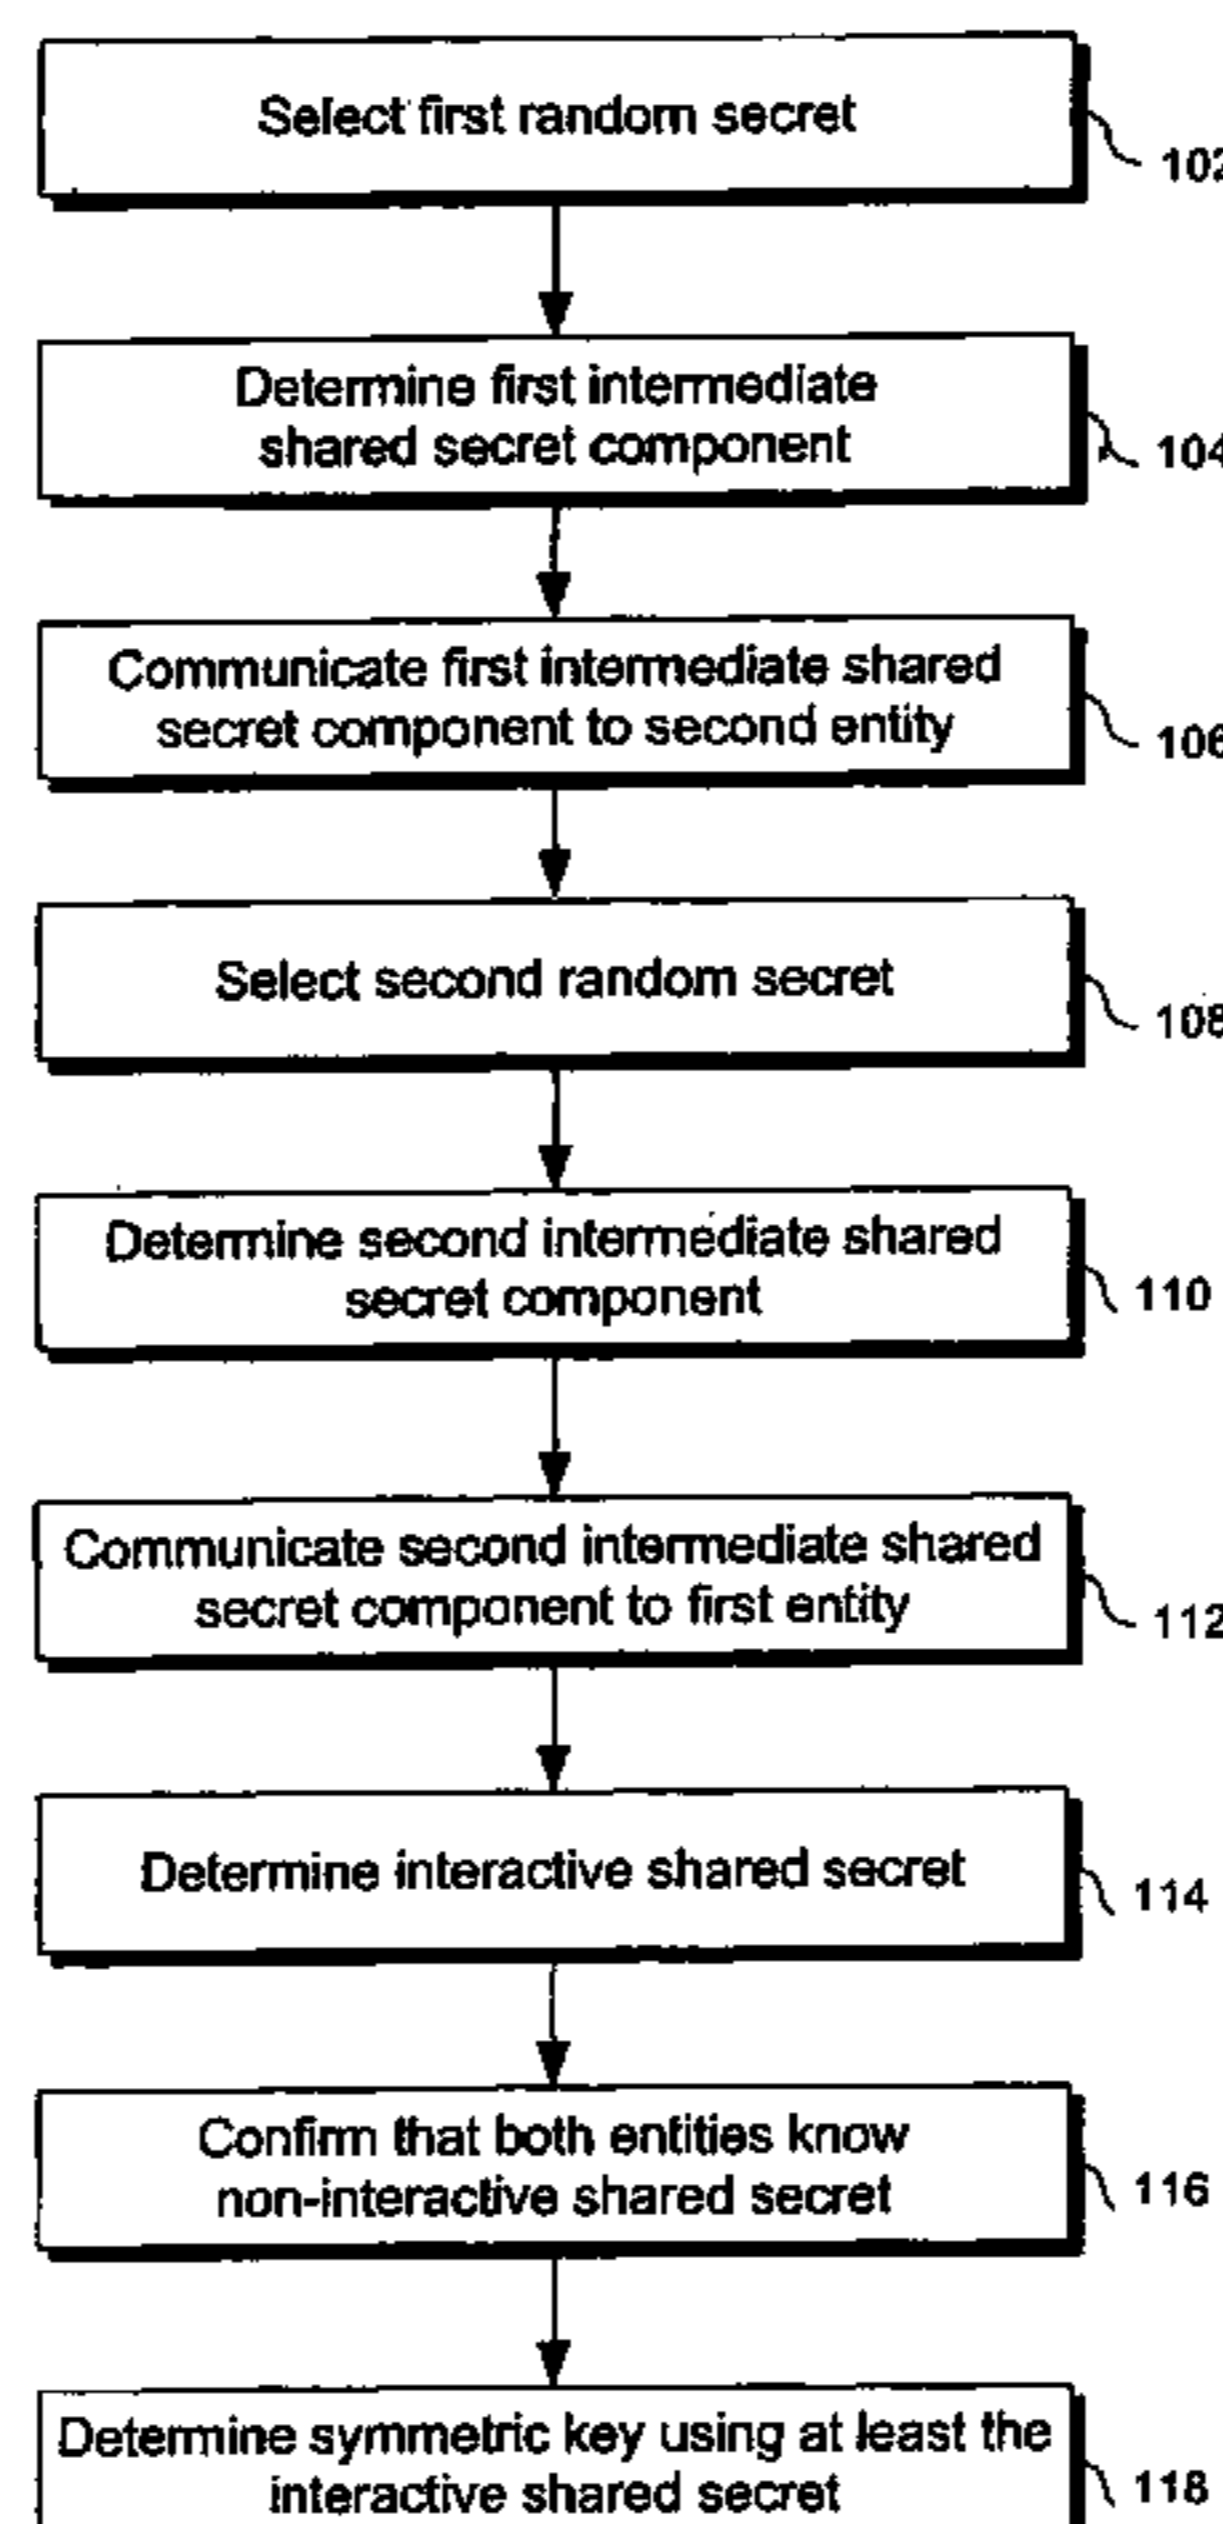 Select first random secret
102
Determine first intermediate
shared secret component
104
Communicate first intermediate shared
secret component to second entity
106
Select second random secret
108
Determine second intermediate shared
secret component
110
Communicate second intermediate shared
secret component to first entity
112
Determine interactive shared secret
114
Confirm that both entities know
non-interactive shared secret
116
Determine symmetric key using at least the
interactive shared secret
118